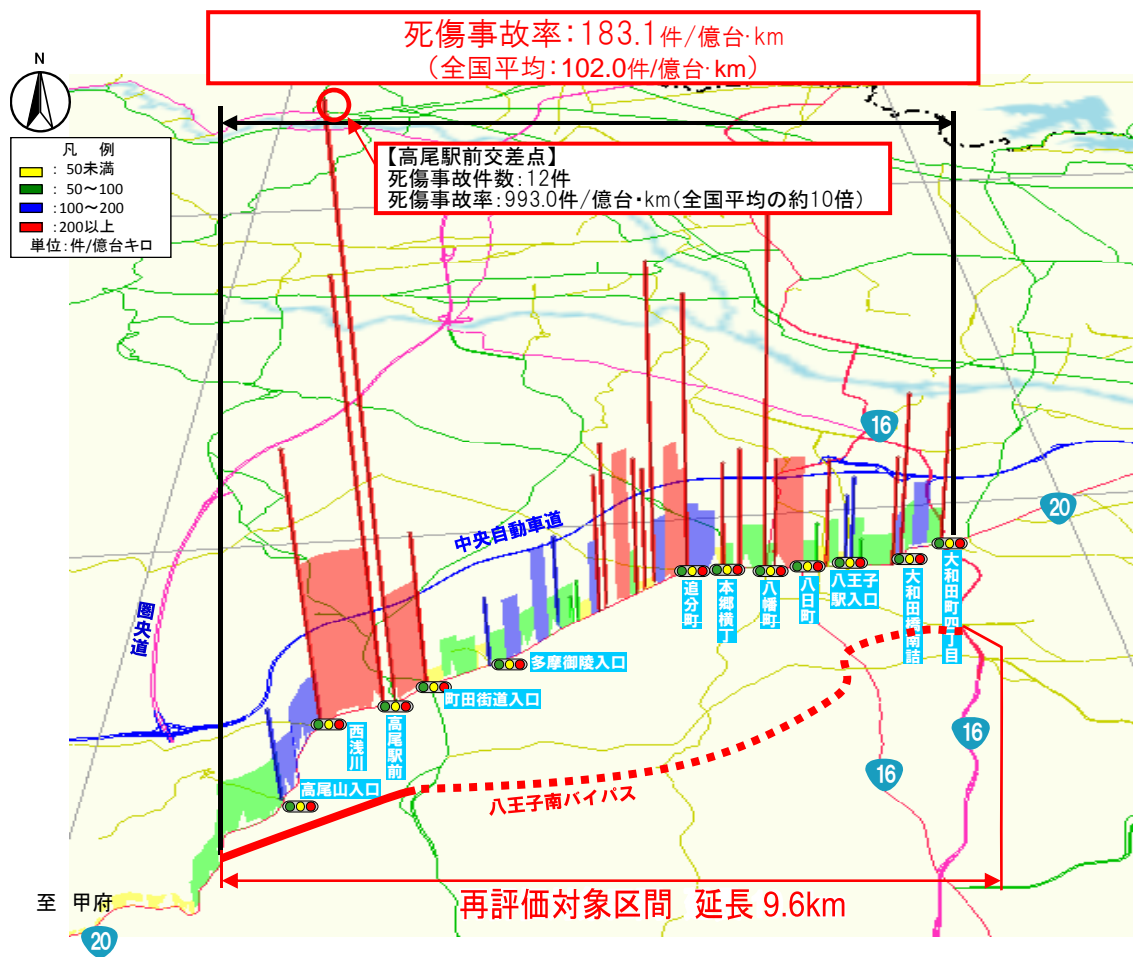 死傷事故率:183.1件/億台·km
(全国平均:102.0件/億台·km)
N
凡 例
: 50未満
: 50～100
:100～200
:200以上
単位:件/億台キロ
【高尾駅前交差点】
死傷事故件数:12件
死傷事故率:993.0件/億台・km(全国平均の約10倍)
16
20
中央自動車道
圏央道
追分町
本郷横丁
八幡町
八日町
八王子
駅入口
大和田橋南詰
大和田町四丁目
多摩御陵入口
町田街道入口
高尾駅前
西浅川
高尾山入口
16
16
八王子南バイパス
再評価対象区間 延長 9.6km
至 甲府
20